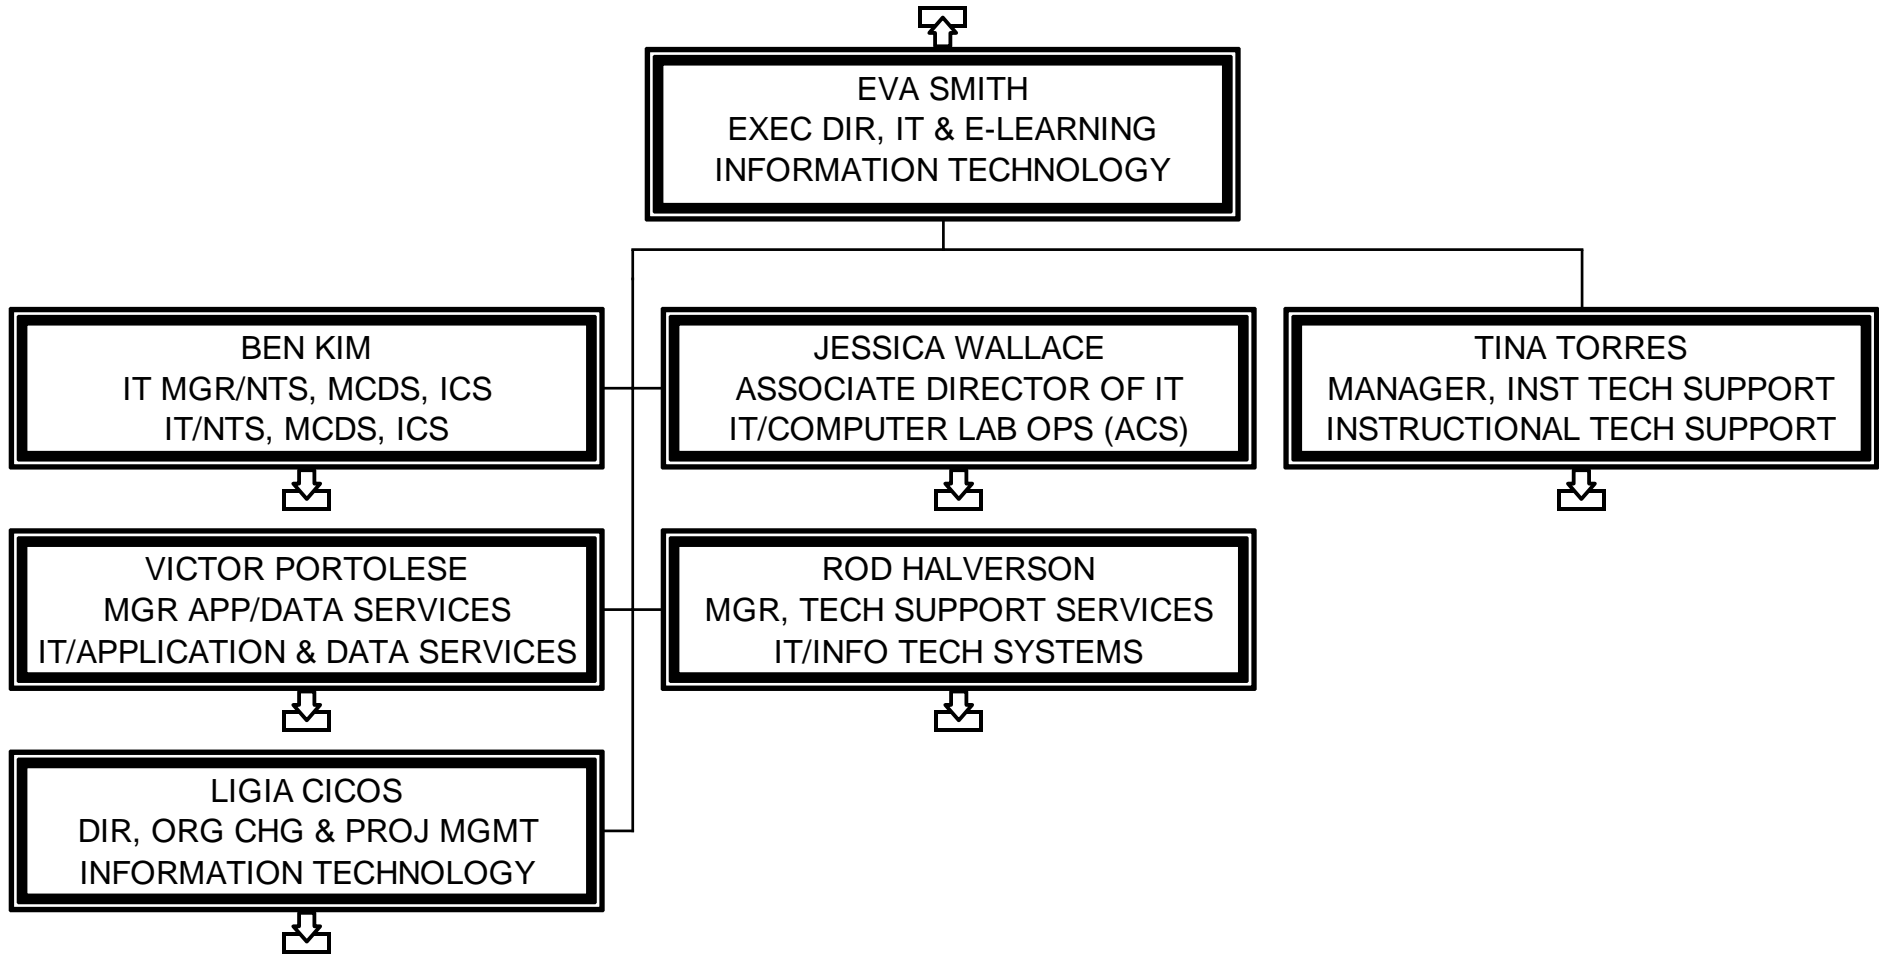 EVA SMITH
EXEC DIR, IT & E-LEARNING
INFORMATION TECHNOLOGY
BEN KIM
IT MGR/NTS, MCDS, ICS
IT/NTS, MCDS, ICS
JESSICA WALLACE
ASSOCIATE DIRECTOR OF IT
IT/COMPUTER LAB OPS (ACS)
TINA TORRES
MANAGER, INST TECH SUPPORT
INSTRUCTIONAL TECH SUPPORT
VICTOR PORTOLESE
MGR APP/DATA SERVICES
IT/APPLICATION & DATA SERVICES
ROD HALVERSON
MGR, TECH SUPPORT SERVICES
IT/INFO TECH SYSTEMS
LIGIA CICOS
DIR, ORG CHG & PROJ MGMT
INFORMATION TECHNOLOGY